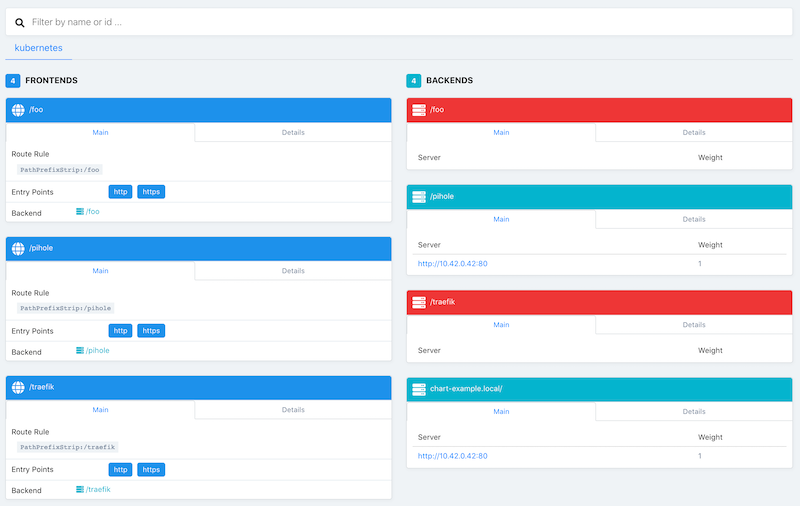 Filter by name or id ...
kubernetes
4 FRONTENDS
/foo
Main Details
Route Rule
PathPrefixStrip:/foo
Entry Points http https
Backend /foo
/pihole
Main Details
Route Rule
PathPrefixStrip:/pihole
Entry Points http https
Backend /pihole
/traefik
Main Details
Route Rule
PathPrefixStrip:/traefik
Entry Points http https
Backend /traefik
4 BACKENDS
/foo
Main Details
Server Weight
/pihole
Main Details
Server Weight
http://10.42.0.42:80 1
/traefik
Main Details
Server Weight
chart-example.local/
Main Details
Server Weight
http://10.42.0.42:80 1